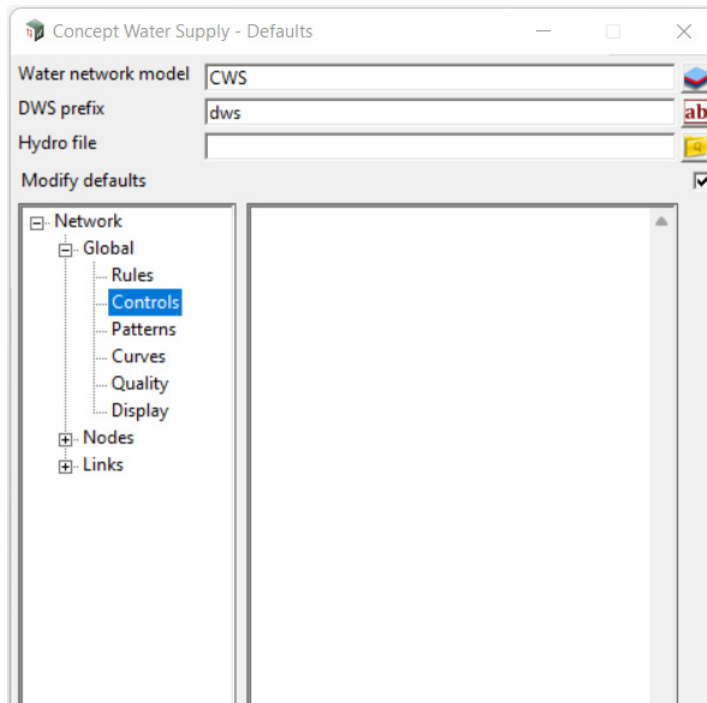 Concept Water Supply - Defaults
Water network model CWS
DWS prefix dws
ab
Hydro file
Q
Modify defaults
Network
Global
Rules
Controls
Patterns
Curves
Quality
Display
Nodes
Links